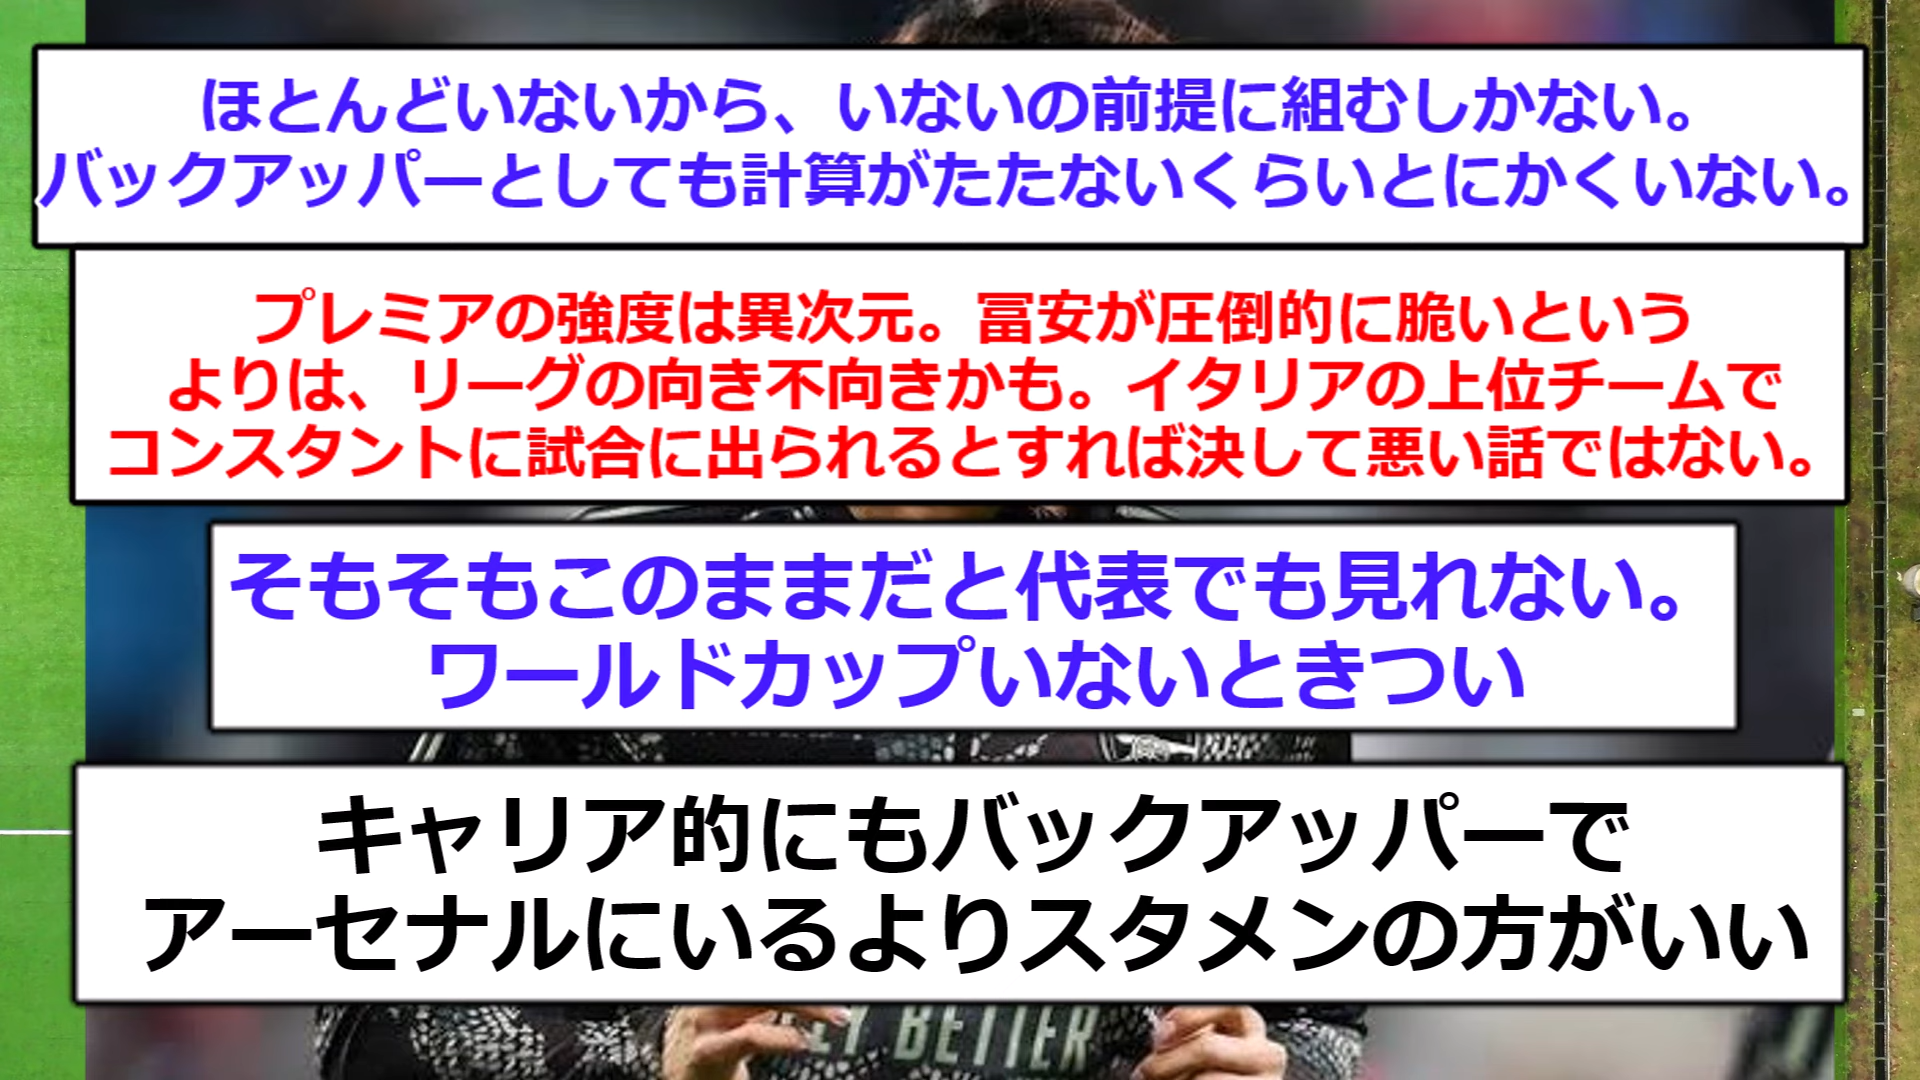 ほとんどいないから、いないの前提に組むしかない。
バックアッパーとしても計算がたたないくらいとにかくいない。
プレミアの強度は異次元。冨安が圧倒的に脆いという
よりは、リーグの向き不向きかも。イタリアの上位チームで
コンスタントに試合に出られるとすれば決して悪い話ではない。
そもそもこのままだと代表でも見れない。
ワールドカップいないときつい
キャリア的にもバックアッパーで
アーセナルにいるよりスタメンの方がいい
BETTER